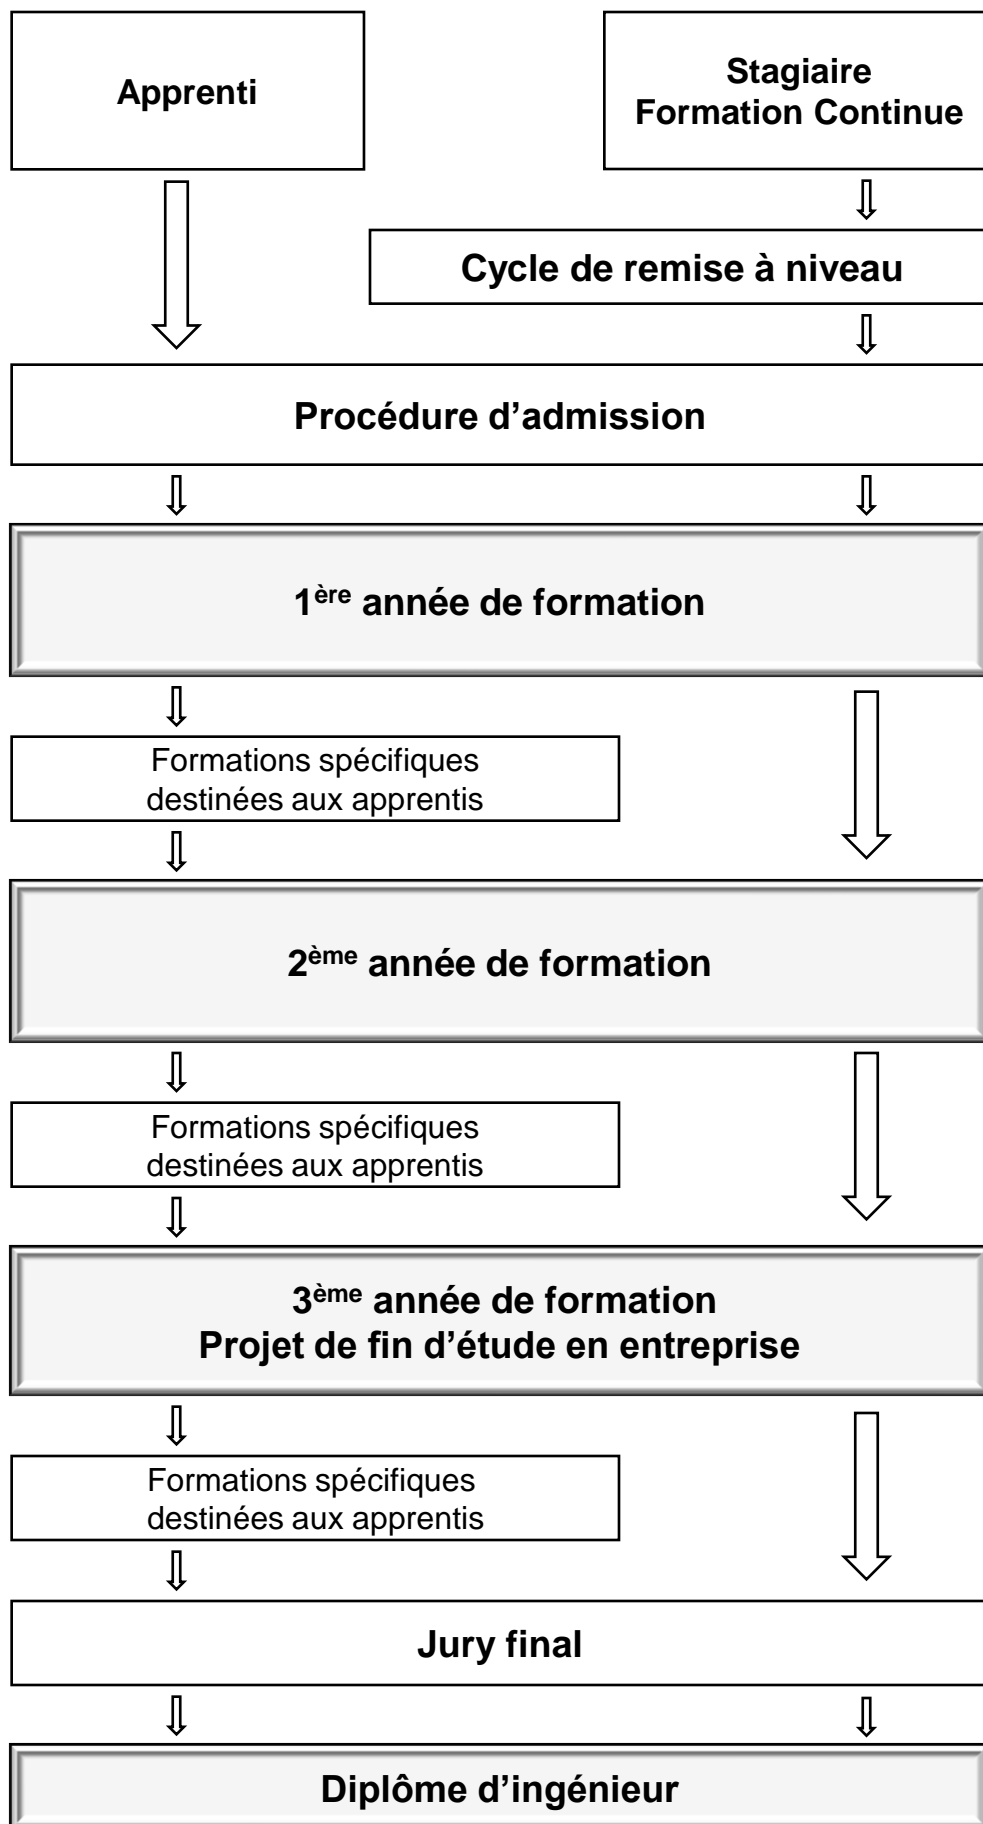 Apprenti
Stagiaire
Formation Continue
Cycle de remise à niveau
Procédure d’admission
1ère année de formation
Formations spécifiques
destinées aux apprentis
2ème année de formation
Formations spécifiques
destinées aux apprentis
3ème année de formation
Projet de fin d’étude en entreprise
Formations spécifiques
destinées aux apprentis
Jury final
Diplôme d’ingénieur